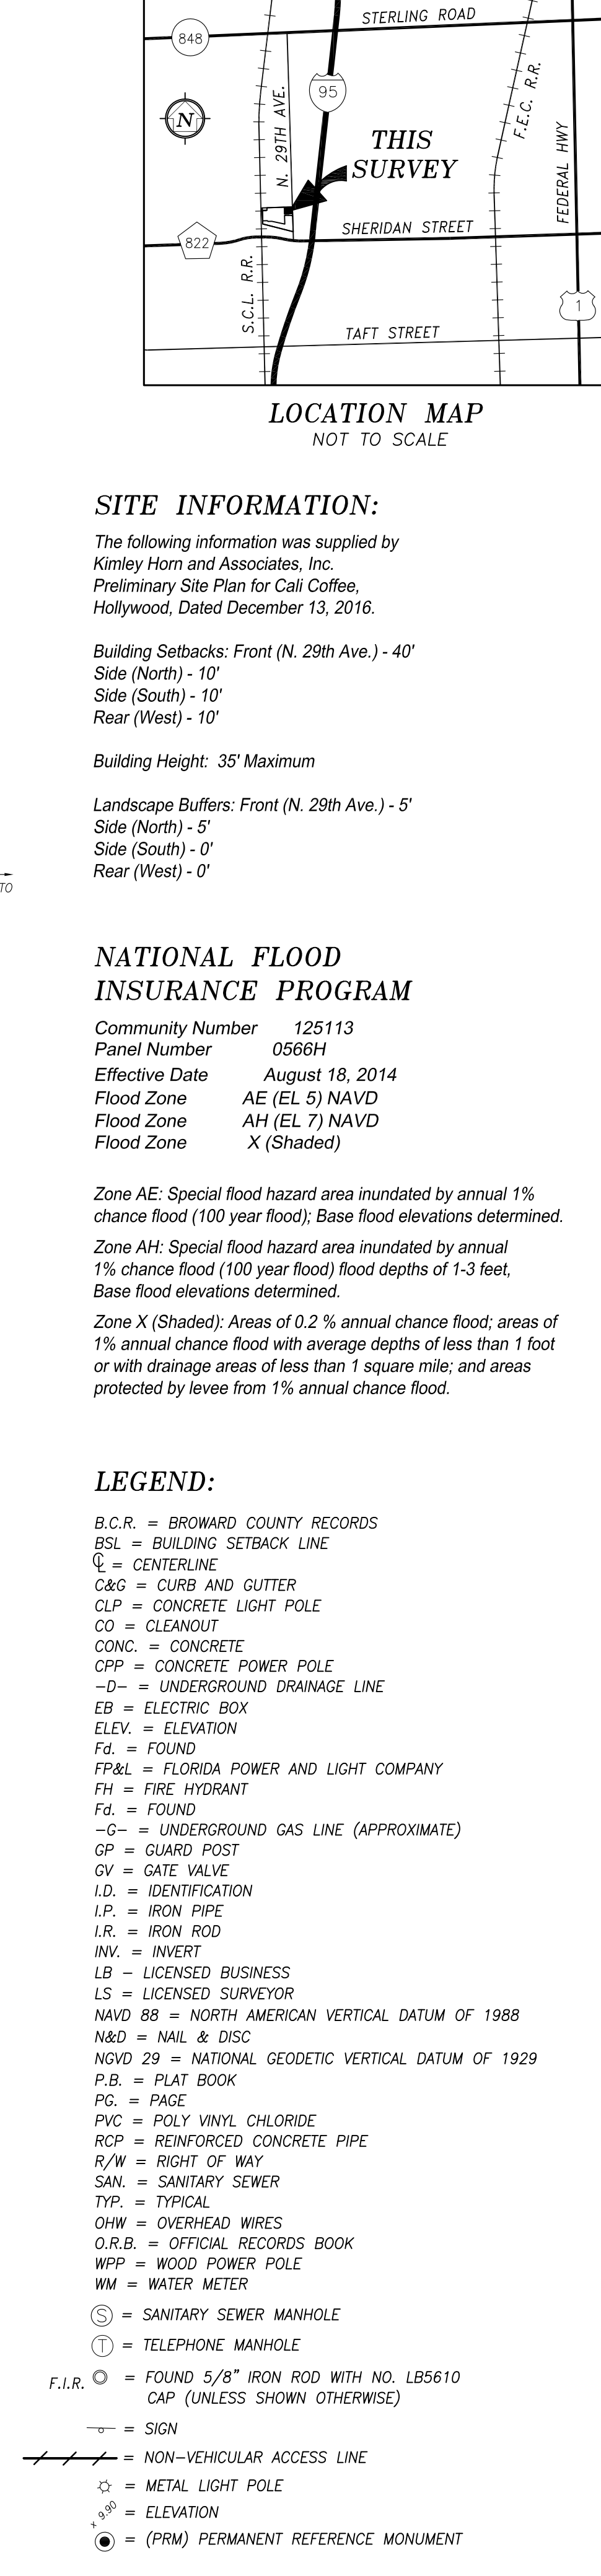 STERLING ROAD
848
95
N. 29TH AVE.
F.E.C. R.R.
N
THIS
SURVEY
FEDERAL HWY
SHERIDAN STREET
822
S.C.L. R.R.
1
TAFT STREET
LOCATION MAP
NOT TO SCALE
SITE INFORMATION:
The following information was supplied by
Kimley Horn and Associates, Inc.
Preliminary Site Plan for Cali Coffee,
Hollywood, Dated December 13, 2016.
Building Setbacks: Front (N. 29th Ave.) - 40'
Side (North) - 10'
Side (South) - 10'
Rear (West) - 10'
Building Height: 35' Maximum
Landscape Buffers: Front (N. 29th Ave.) - 5'
Side (North) - 5'
Side (South) - 0'
Rear (West) - 0'
TO
NATIONAL FLOOD
INSURANCE PROGRAM
Community Number 125113
Panel Number 0566H
Effective Date August 18, 2014
Flood Zone AE (EL 5) NAVD
Flood Zone AH (EL 7) NAVD
Flood Zone X (Shaded)
Zone AE: Special flood hazard area inundated by annual 1%
chance flood (100 year flood); Base flood elevations determined.
Zone AH: Special flood hazard area inundated by annual
1% chance flood (100 year flood) flood depths of 1-3 feet,
Base flood elevations determined.
Zone X (Shaded): Areas of 0.2 % annual chance flood; areas of
1% annual chance flood with average depths of less than 1 foot
or with drainage areas of less than 1 square mile; and areas
protected by levee from 1% annual chance flood.
LEGEND:
B.C.R. = BROWARD COUNTY RECORDS
BSL = BUILDING SETBACK LINE
℄ = CENTERLINE
C&G = CURB AND GUTTER
CLP = CONCRETE LIGHT POLE
CO = CLEANOUT
CONC. = CONCRETE
CPP = CONCRETE POWER POLE
-D- = UNDERGROUND DRAINAGE LINE
EB = ELECTRIC BOX
ELEV. = ELEVATION
Fd. = FOUND
FP&L = FLORIDA POWER AND LIGHT COMPANY
FH = FIRE HYDRANT
Fd. = FOUND
-G- = UNDERGROUND GAS LINE (APPROXIMATE)
GP = GUARD POST
GV = GATE VALVE
I.D. = IDENTIFICATION
I.P. = IRON PIPE
I.R. = IRON ROD
INV. = INVERT
LB - LICENSED BUSINESS
LS = LICENSED SURVEYOR
NAVD 88 = NORTH AMERICAN VERTICAL DATUM OF 1988
N&D = NAIL & DISC
NGVD 29 = NATIONAL GEODETIC VERTICAL DATUM OF 1929
P.B. = PLAT BOOK
PG. = PAGE
PVC = POLY VINYL CHLORIDE
RCP = REINFORCED CONCRETE PIPE
R/W = RIGHT OF WAY
SAN. = SANITARY SEWER
TYP. = TYPICAL
OHW = OVERHEAD WIRES
O.R.B. = OFFICIAL RECORDS BOOK
WPP = WOOD POWER POLE
WM = WATER METER
S = SANITARY SEWER MANHOLE
T = TELEPHONE MANHOLE
F.I.R. = FOUND 5/8" IRON ROD WITH NO. LB5610
CAP (UNLESS SHOWN OTHERWISE)
= SIGN
= NON-VEHICULAR ACCESS LINE
= METAL LIGHT POLE
x 9.90 = ELEVATION
= (PRM) PERMANENT REFERENCE MONUMENT